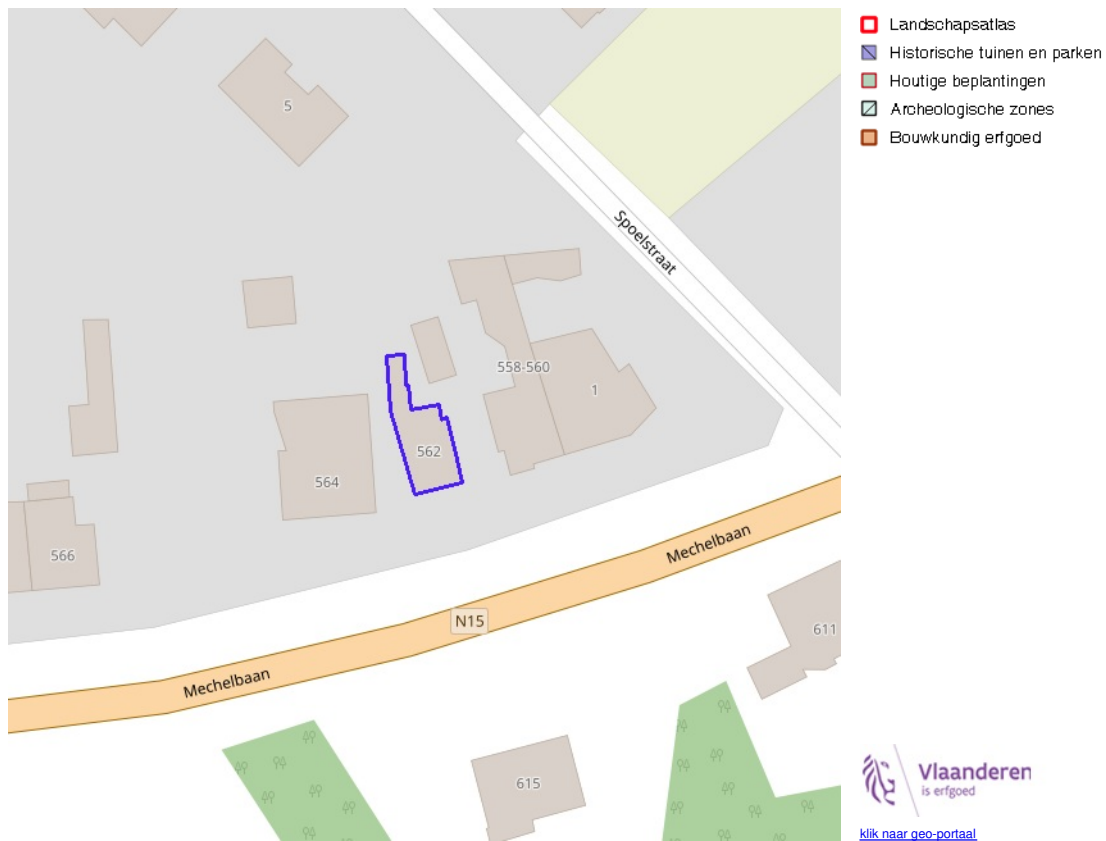 Landschapsatlas
Historische tuinen en parken
Houtige beplantingen
Archeologische zones
Bouwkundig erfgoed
5
Spoelstraat
558-560
1
562
564
566
Mechelbaan
N15
611
Mechelbaan
615
Vlaanderen
is erfgoed
klik naar geo-portaal